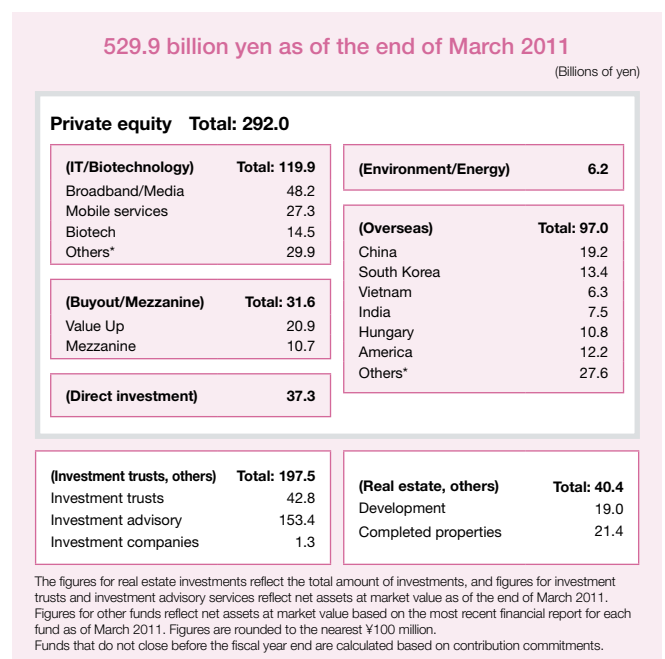 529.9 billion yen as of the end of March 2011
(Billions of yen)
Private equity Total: 292.0
(IT/Biotechnology) Total: 119.9
Broadband/Media 48.2
Mobile services 27.3
Biotech 14.5
Others* 29.9
(Buyout/Mezzanine) Total: 31.6
Value Up 20.9
Mezzanine 10.7
(Direct investment) 37.3
(Environment/Energy) 6.2
(Overseas) Total: 97.0
China 19.2
South Korea 13.4
Vietnam 6.3
India 7.5
Hungary 10.8
America 12.2
Others* 27.6
(Investment trusts, others) Total: 197.5
Investment trusts 42.8
Investment advisory 153.4
Investment companies 1.3
(Real estate, others) Total: 40.4
Development 19.0
Completed properties 21.4
The figures for real estate investments reflect the total amount of investments, and figures for investment
trusts and investment advisory services reflect net assets at market value as of the end of March 2011.
Figures for other funds reflect net assets at market value based on the most recent financial report for each
fund as of March 2011. Figures are rounded to the nearest ¥100 million.
Funds that do not close before the fiscal year end are calculated based on contribution commitments.